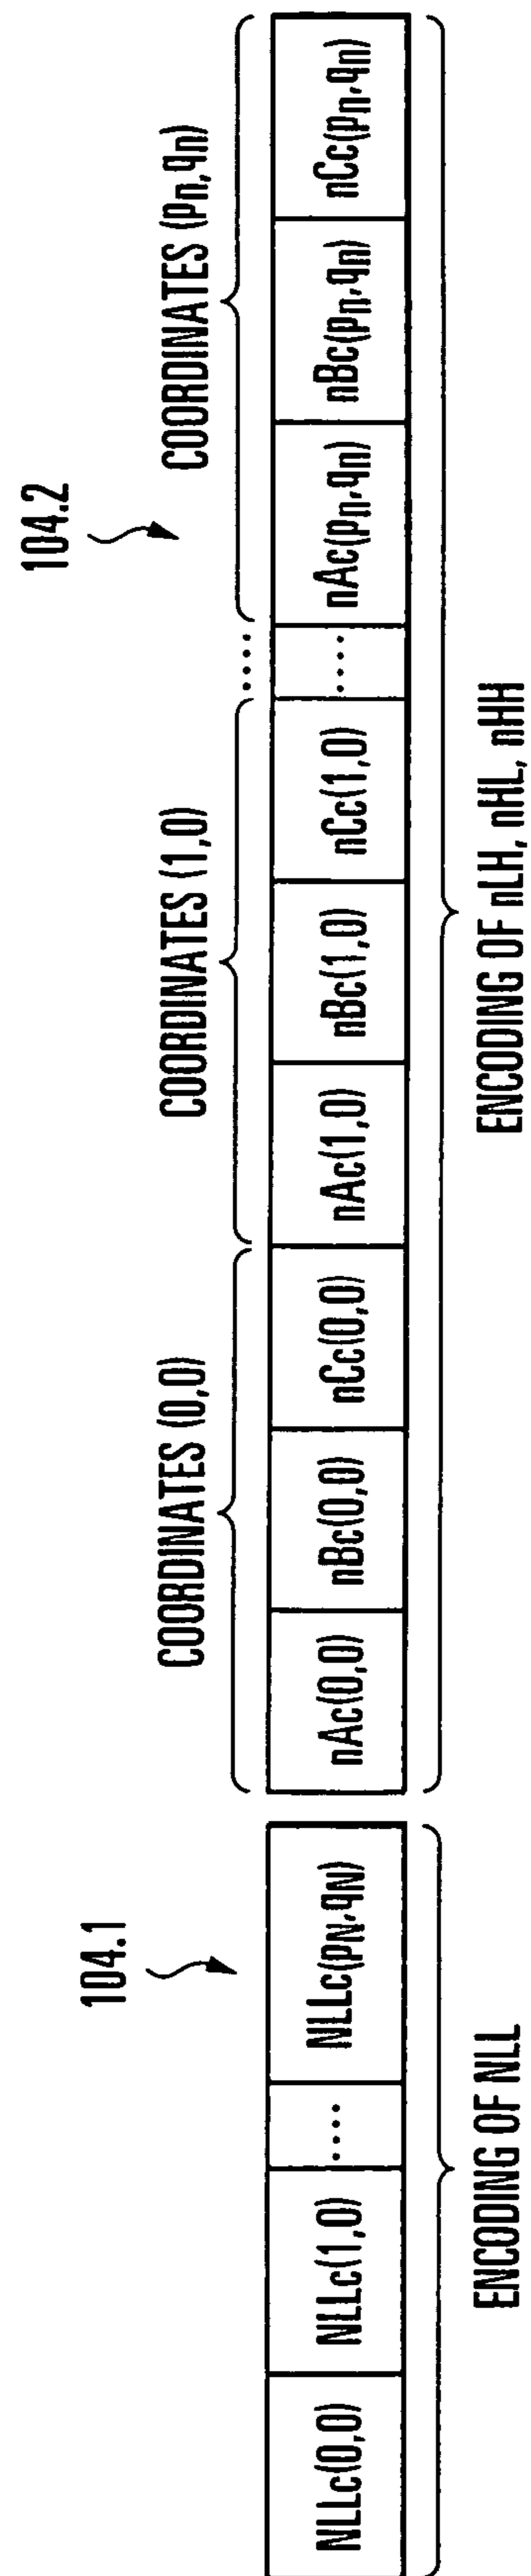 104.1
104.2
COORDINATES (0,0)
COORDINATES (1,0)
....
COORDINATES (pn,qn)
NLLc(0,0)
NLLc(1,0)
....
NLLc(pN,qN)
nAc(0,0)
nBc(0,0)
nCc(0,0)
nAc(1,0)
nBc(1,0)
nCc(1,0)
....
nAc(pn,qn)
nBc(pn,qn)
nCc(pn,qn)
ENCODING OF NLL
ENCODING OF nLH, nHL, nHH